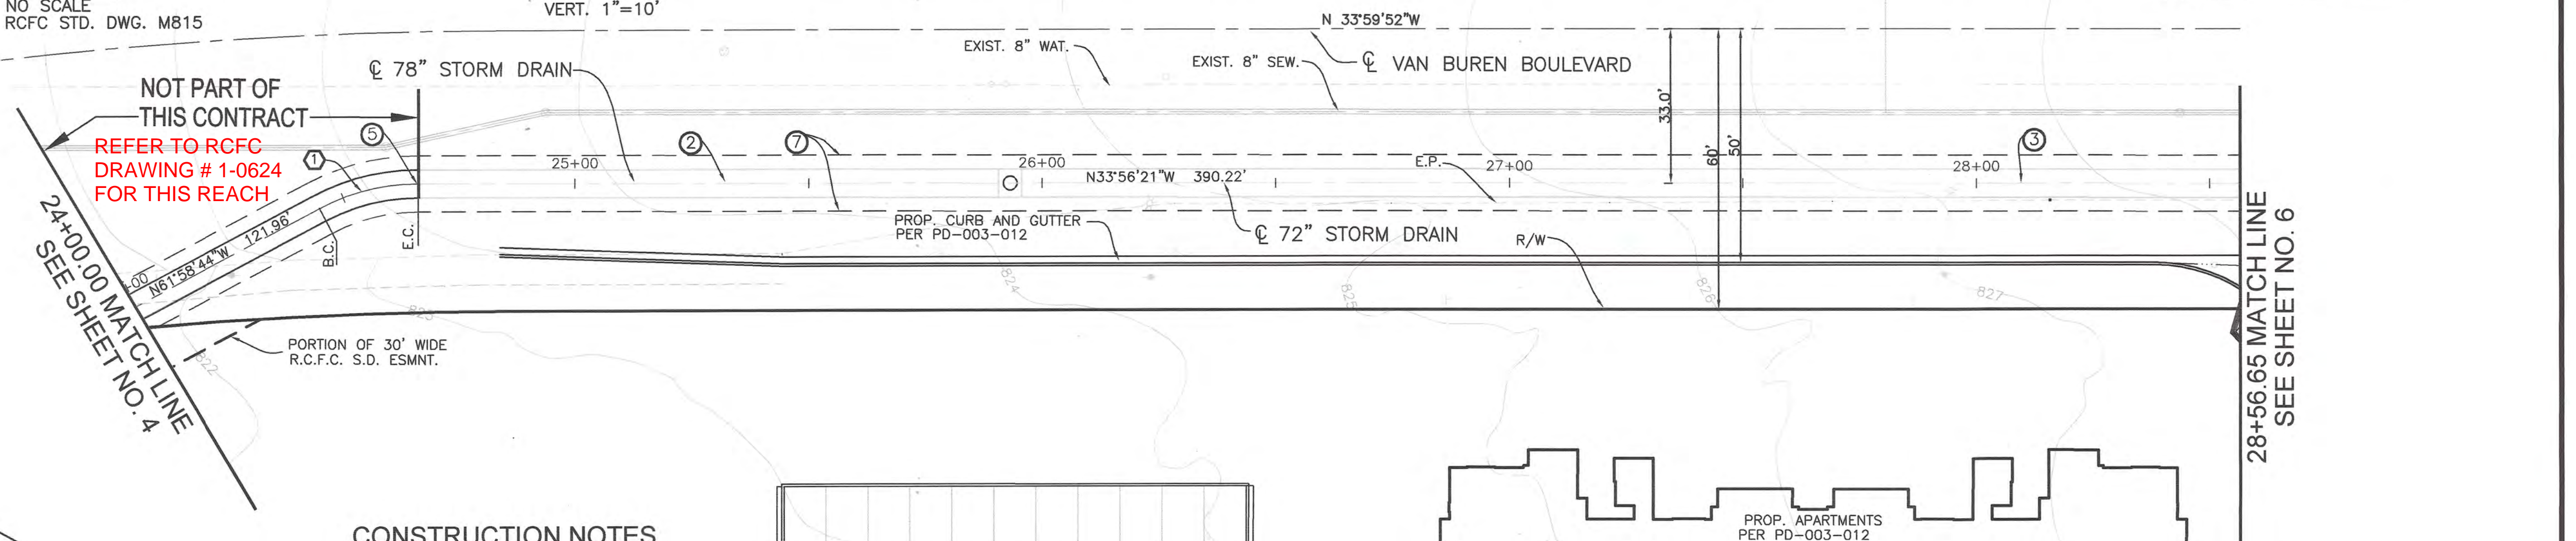 NO SCALE
RCFC STD. DWG. M815
VERT. 1"=10'
N 33°59'52"W
EXIST. 8" WAT.
EXIST. 8" SEW.
℄ VAN BUREN BOULEVARD
℄ 78" STORM DRAIN
NOT PART OF
THIS CONTRACT
REFER TO RCFC
DRAWING # 1-0624
FOR THIS REACH
1
5
2
7
3
33.0'
60'
50'
25+00
26+00
27+00
28+00
E.P.
N33°56'21"W 390.22'
PROP. CURB AND GUTTER
PER PD-003-012
℄ 72" STORM DRAIN
R/W
E.C.
B.C.
121.96'
N61°58'44"W
+00
24+00.00 MATCH LINE
SEE SHEET NO. 4
PORTION OF 30' WIDE
R.C.F.C. S.D. ESMNT.
822
823
824
825
826
827
28+56.65 MATCH LINE
SEE SHEET NO. 6
CONSTRUCTION NOTES
PROP. APARTMENTS
PER PD-003-012